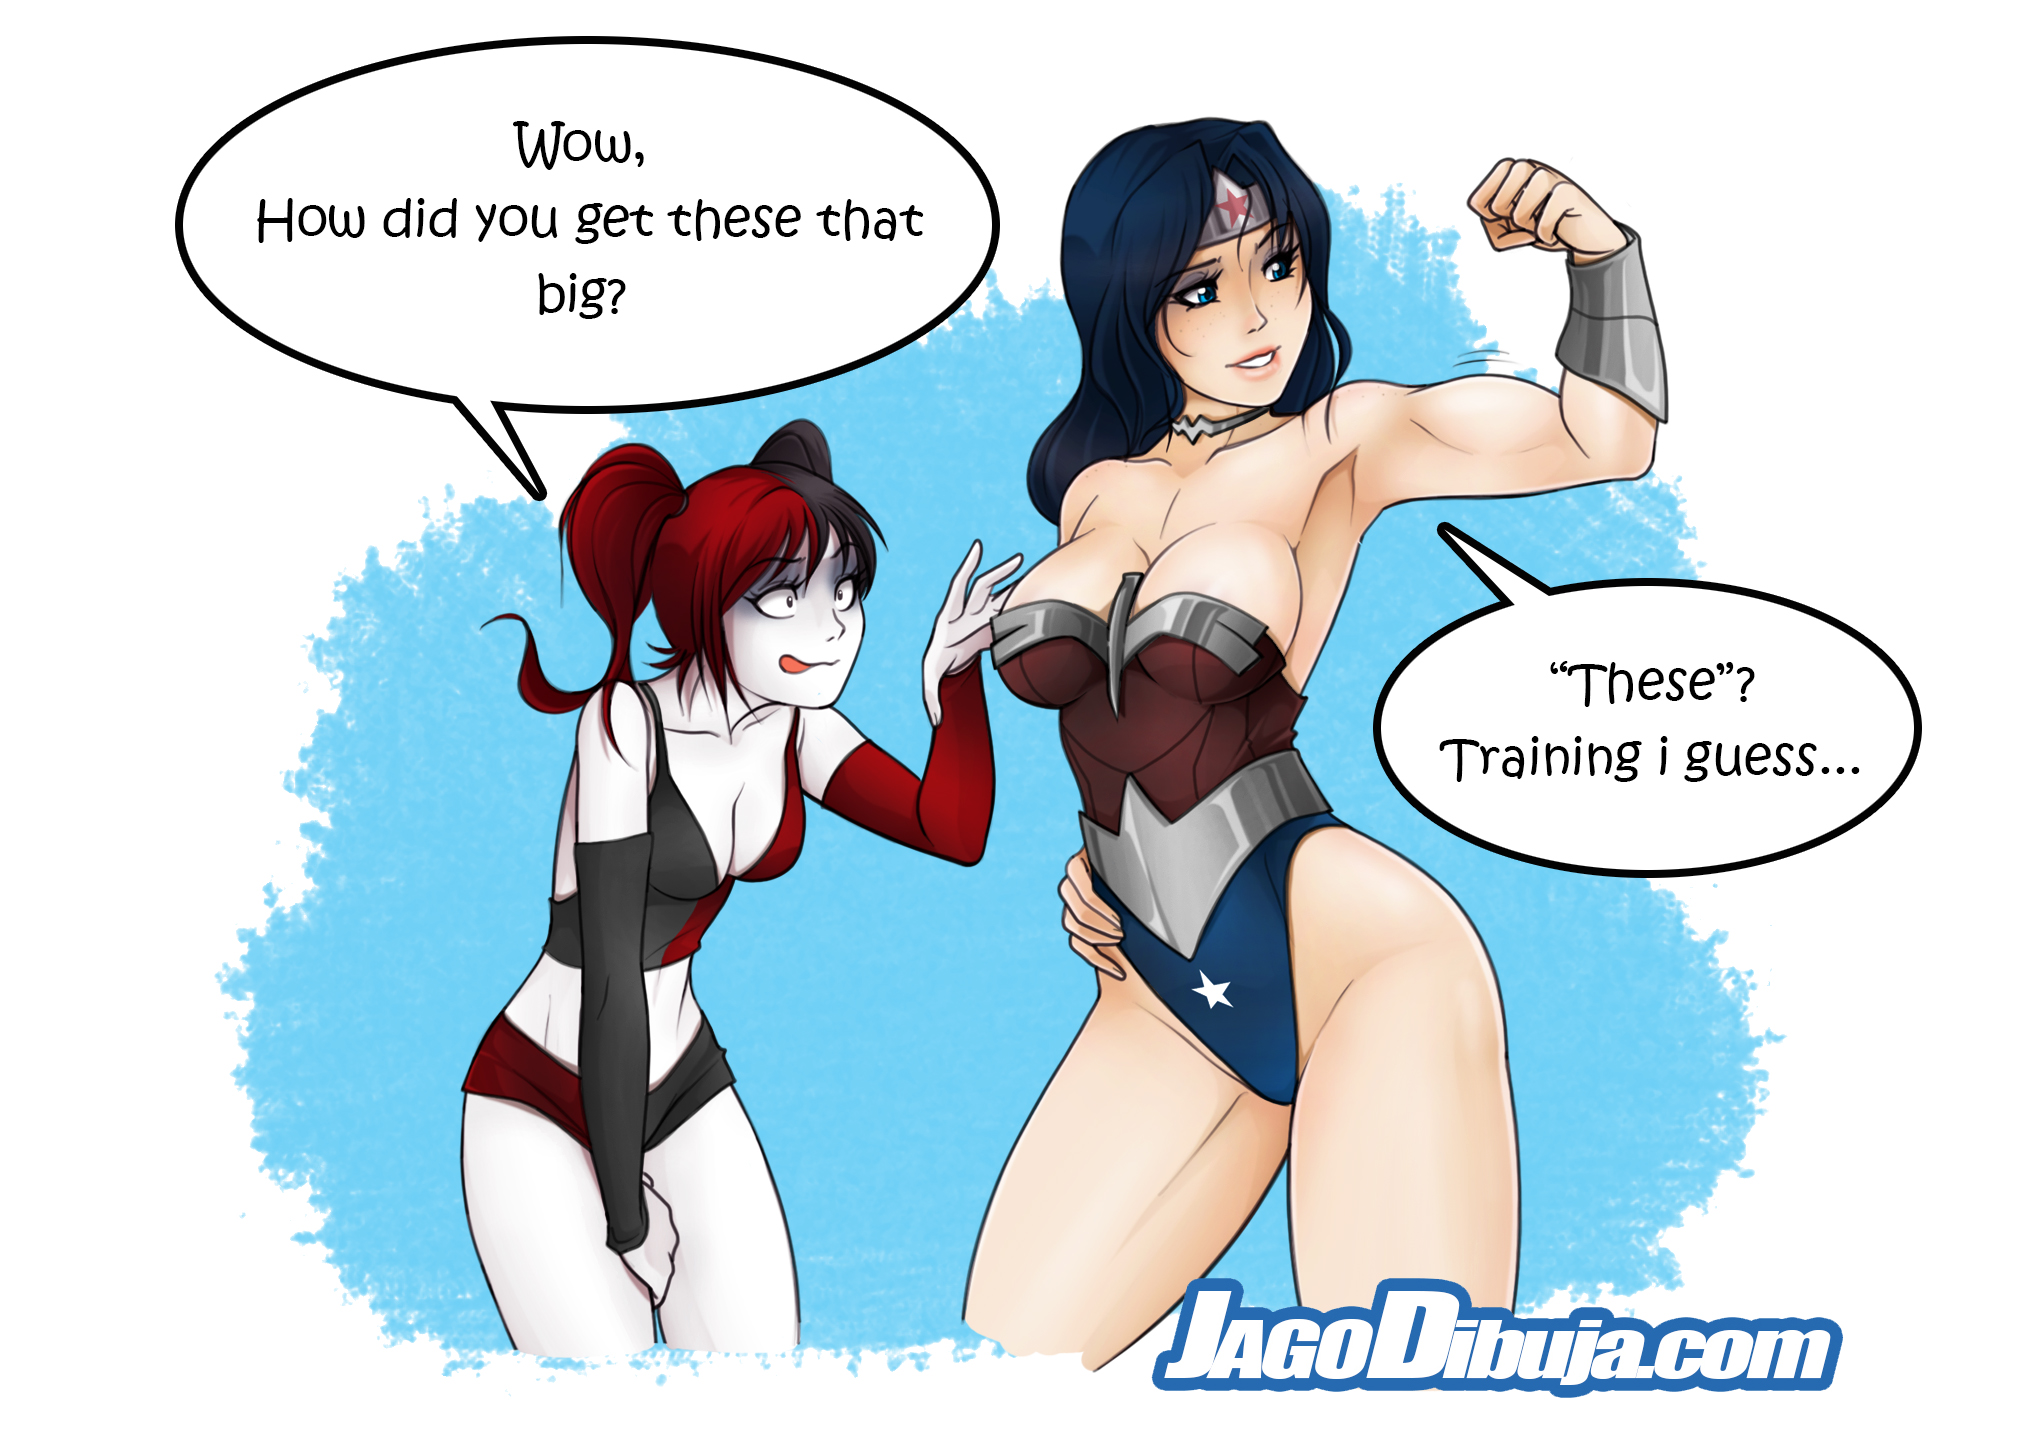 Wow,
How did you get these that
big?
“These”?
Training i guess...
JAGODibuja.com